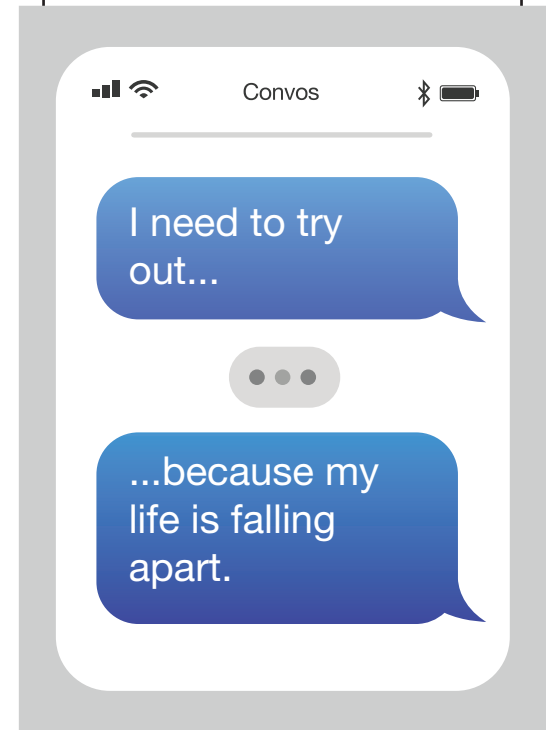 Convos
I need to try
out...
...because my
life is falling
apart.